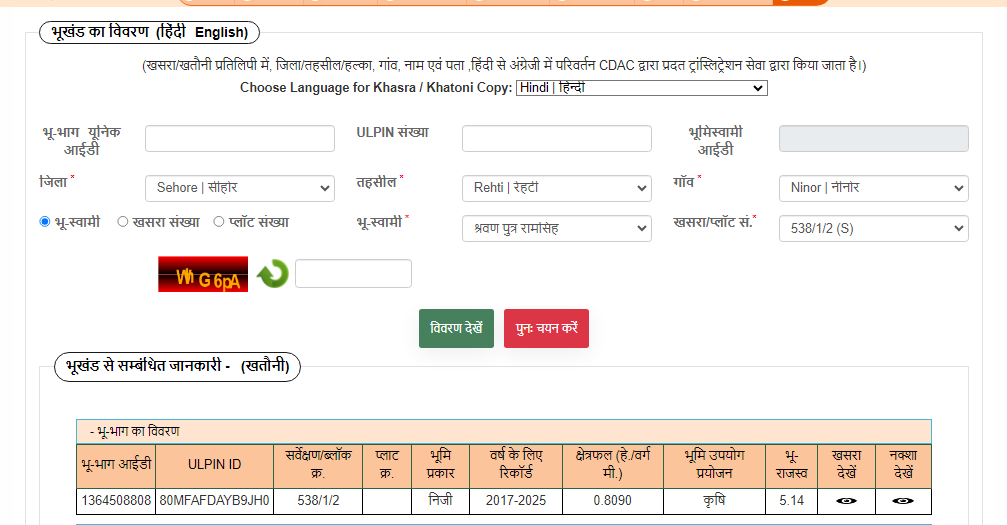 भूखंड का विवरण (हिंदी English)
(खसरा/खतौनी प्रतिलिपी में, जिला/तहसील/हल्का, गांव, नाम एवं पता ,हिंदी से अंग्रेजी में परिवर्तन CDAC द्वारा प्रदत ट्रांस्लिट्रेशन सेवा द्वारा किया जाता है।)
Choose Language for Khasra / Khatoni Copy: Hindi | हिन्दी
भू-भाग यूनिक आईडी
ULPIN संख्या
भूमिस्वामी आईडी
जिला * Sehore | सीहोर तहसील * Rehti | रेहटी गाँव * Ninor | नीनोर
भू-स्वामी खसरा संख्या प्लॉट संख्या भू-स्वामी * श्रवण पुत्र रामसिह खसरा/प्लॉट सं.* 538/1/2 (S)
WhG6pA
विवरण देखें पुनः चयन करें
भूखंड से सम्बंधित जानकारी - (खतौनी)
- भू-भाग का विवरण
भू-भाग आईडी ULPIN ID सर्वेक्षण/ब्लॉक क्र. प्लाट क्र. भूमि प्रकार वर्ष के लिए रिकॉर्ड क्षेत्रफल (हे./वर्ग मी.) भूमि उपयोग प्रयोजन भू-राजस्व खसरा देखें नक्शा देखें
1364508808 80MFAFDAYB9JH0 538/1/2 निजी 2017-2025 0.8090 कृषि 5.14